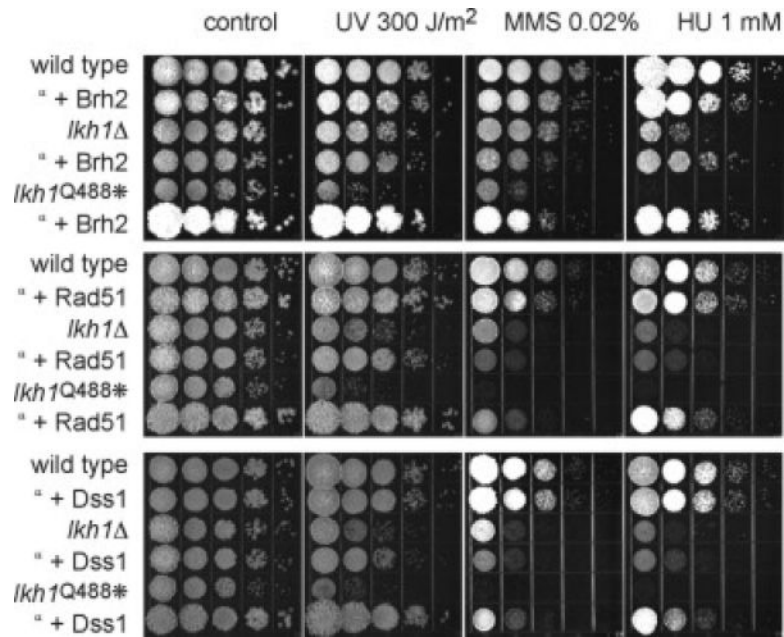 control UV 300 J/m² MMS 0.02% HU 1 mM
wild type
" + Brh2
lkh1Δ
" + Brh2
lkh1Q488*
" + Brh2
wild type
" + Rad51
lkh1Δ
" + Rad51
lkh1Q488*
" + Rad51
wild type
" + Dss1
lkh1Δ
" + Dss1
lkh1Q488*
" + Dss1